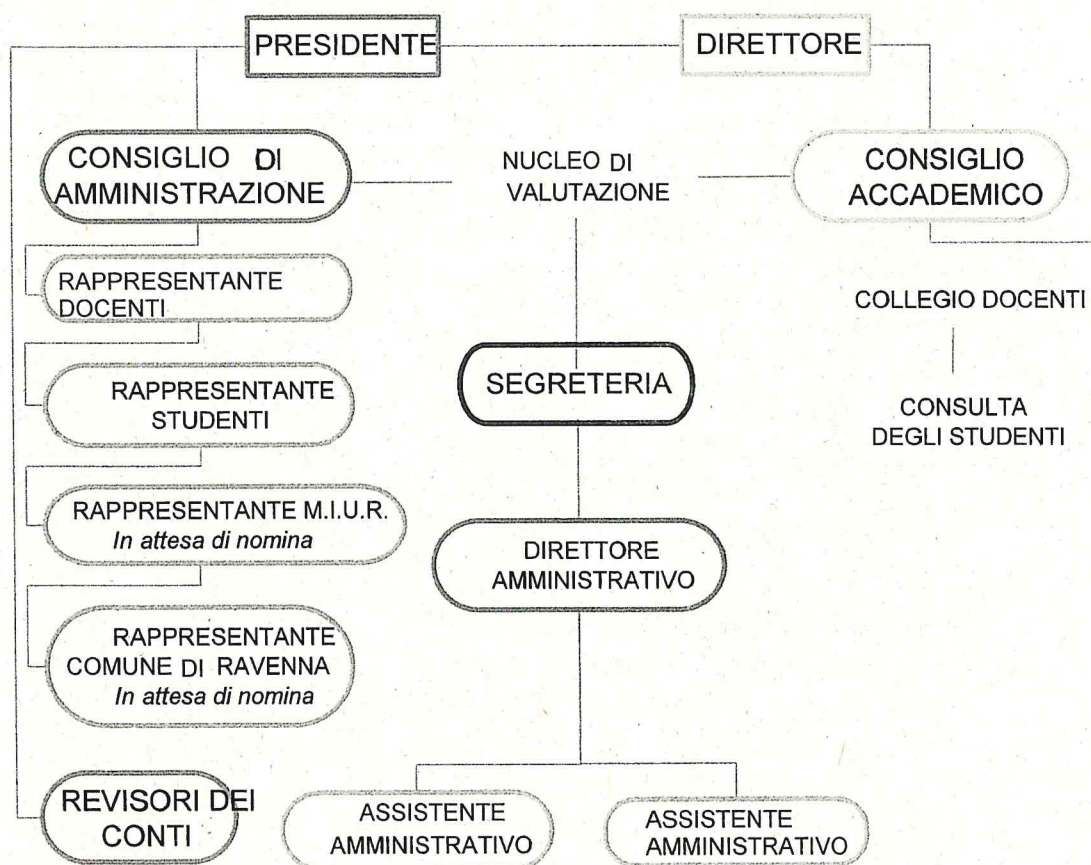 PRESIDENTE
DIRETTORE
CONSIGLIO DI
AMMINISTRAZIONE
NUCLEO DI
VALUTAZIONE
CONSIGLIO
ACCADEMICO
RAPPRESENTANTE
DOCENTI
COLLEGIO DOCENTI
RAPPRESENTANTE
STUDENTI
SEGRETERIA
CONSULTA
DEGLI STUDENTI
RAPPRESENTANTE M.I.U.R.
In attesa di nomina
DIRETTORE
AMMINISTRATIVO
RAPPRESENTANTE
COMUNE DI RAVENNA
In attesa di nomina
REVISORI DEI
CONTI
ASSISTENTE
AMMINISTRATIVO
ASSISTENTE
AMMINISTRATIVO